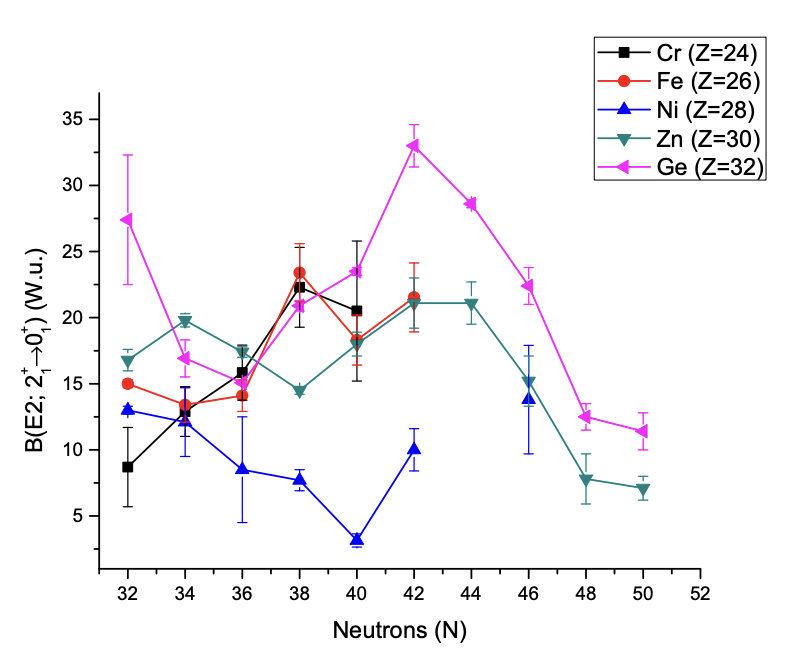 Cr (Z=24)
Fe (Z=26)
Ni (Z=28)
Zn (Z=30)
Ge (Z=32)
35
30
25
20
15
10
5
B(E2; 2⁺₁→0⁺₁) (W.u.)
32 34 36 38 40 42 44 46 48 50 52
Neutrons (N)